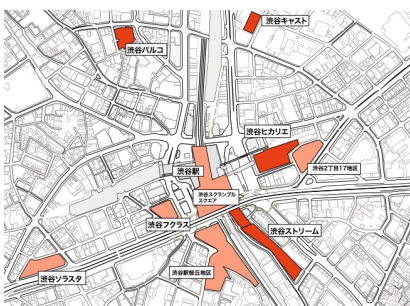 渋谷キャスト
渋谷パルコ
渋谷ヒカリエ
渋谷2丁目17地区
渋谷駅
渋谷スクランブル
スクエア
渋谷フクラス
渋谷ストリーム
渋谷ソラスタ
渋谷駅桜丘地区